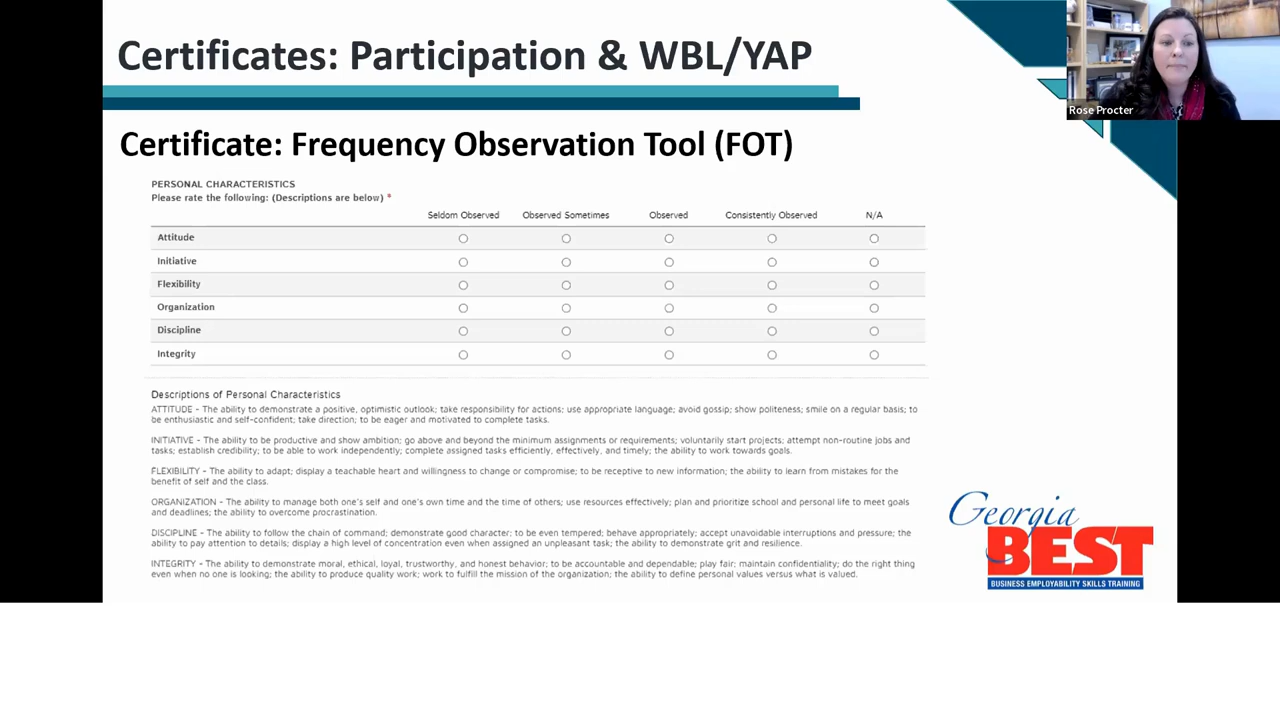 Certificates: Participation & WBL/YAP
Rose Procter
Certificate: Frequency Observation Tool (FOT)
PERSONAL CHARACTERISTICS
Please rate the following: (Descriptions are below) *
Seldom Observed Observed Sometimes Observed Consistently Observed N/A
Attitude
Initiative
Flexibility
Organization
Discipline
Integrity
Descriptions of Personal Characteristics
ATTITUDE - The ability to demonstrate a positive, optimistic outlook; take responsibility for actions; use appropriate language; avoid gossip; show politeness; smile on a regular basis; to
be enthusiastic and self-confident; take direction; to be eager and motivated to complete tasks.
INITIATIVE - The ability to be productive and show ambition; go above and beyond the minimum assignments or requirements; voluntarily start projects; attempt non-routine jobs and
tasks; establish credibility; to be able to work independently; complete assigned tasks efficiently, effectively, and timely; the ability to work towards goals.
FLEXIBILITY - The ability to adapt; display a teachable heart and willingness to change or compromise; to be receptive to new information; the ability to learn from mistakes for the
benefit of self and the class.
ORGANIZATION - The ability to manage both one's self and one's own time and the time of others; use resources effectively; plan and prioritize school and personal life to meet goals
and deadlines; the ability to overcome procrastination.
DISCIPLINE - The ability to follow the chain of command; demonstrate good character; to be even tempered; behave appropriately; accept unavoidable interruptions and pressure; the
ability to pay attention to details; display a high level of concentration even when assigned an unpleasant task; the ability to demonstrate grit and resilience.
INTEGRITY - The ability to demonstrate moral, ethical, loyal, trustworthy, and honest behavior; to be accountable and dependable; play fair; maintain confidentiality; do the right thing
even when no one is looking; the ability to produce quality work; work to fulfill the mission of the organization; the ability to define personal values versus what is valued.
Georgia
BEST
BUSINESS EMPLOYABILITY SKILLS TRAINING